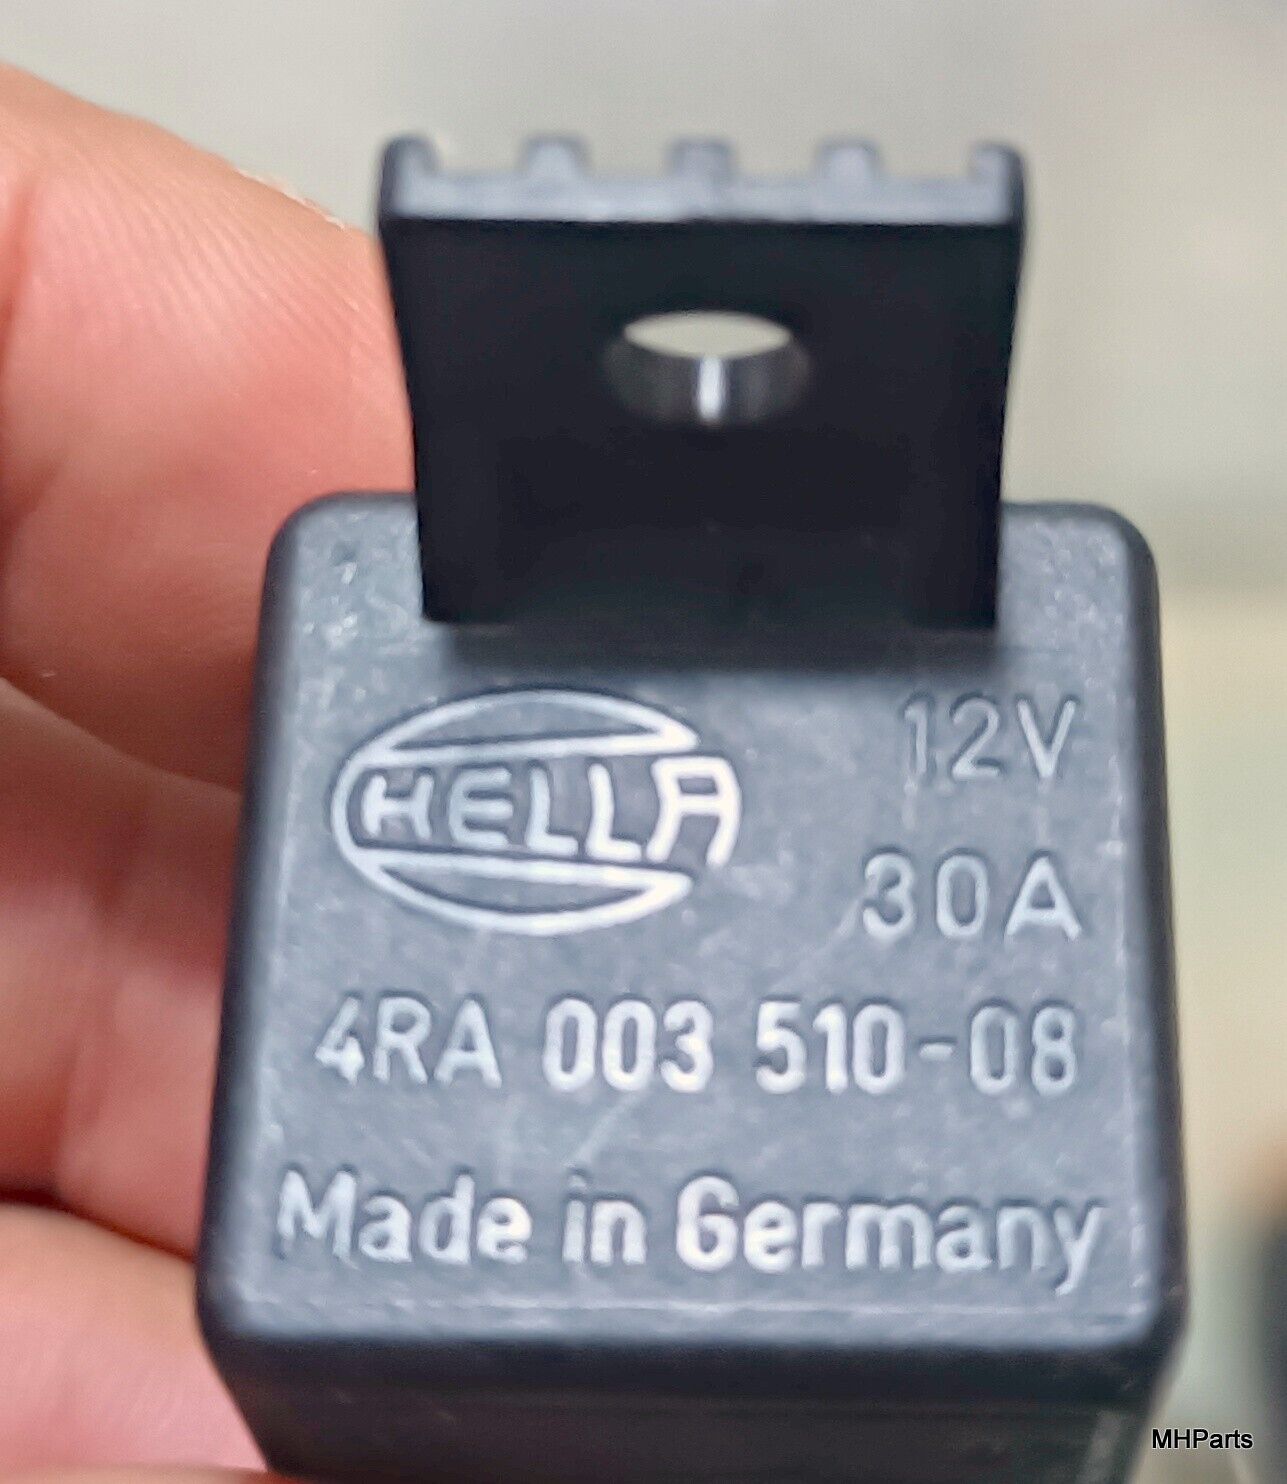 HELLA
12V
30A
4RA 003 510-08
Made in Germany
MHParts